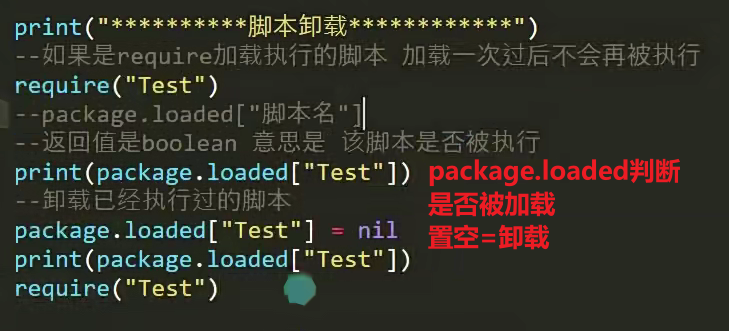 print("**********脚本卸载************")
--如果是require加载执行的脚本 加载一次过后不会再被执行
require("Test")
--package.loaded["脚本名"]
--返回值是boolean 意思是 该脚本是否被执行
print(package.loaded["Test"])
package.loaded判断
是否被加载
置空=卸载
--卸载已经执行过的脚本
package.loaded["Test"] = nil
print(package.loaded["Test"])
require("Test")